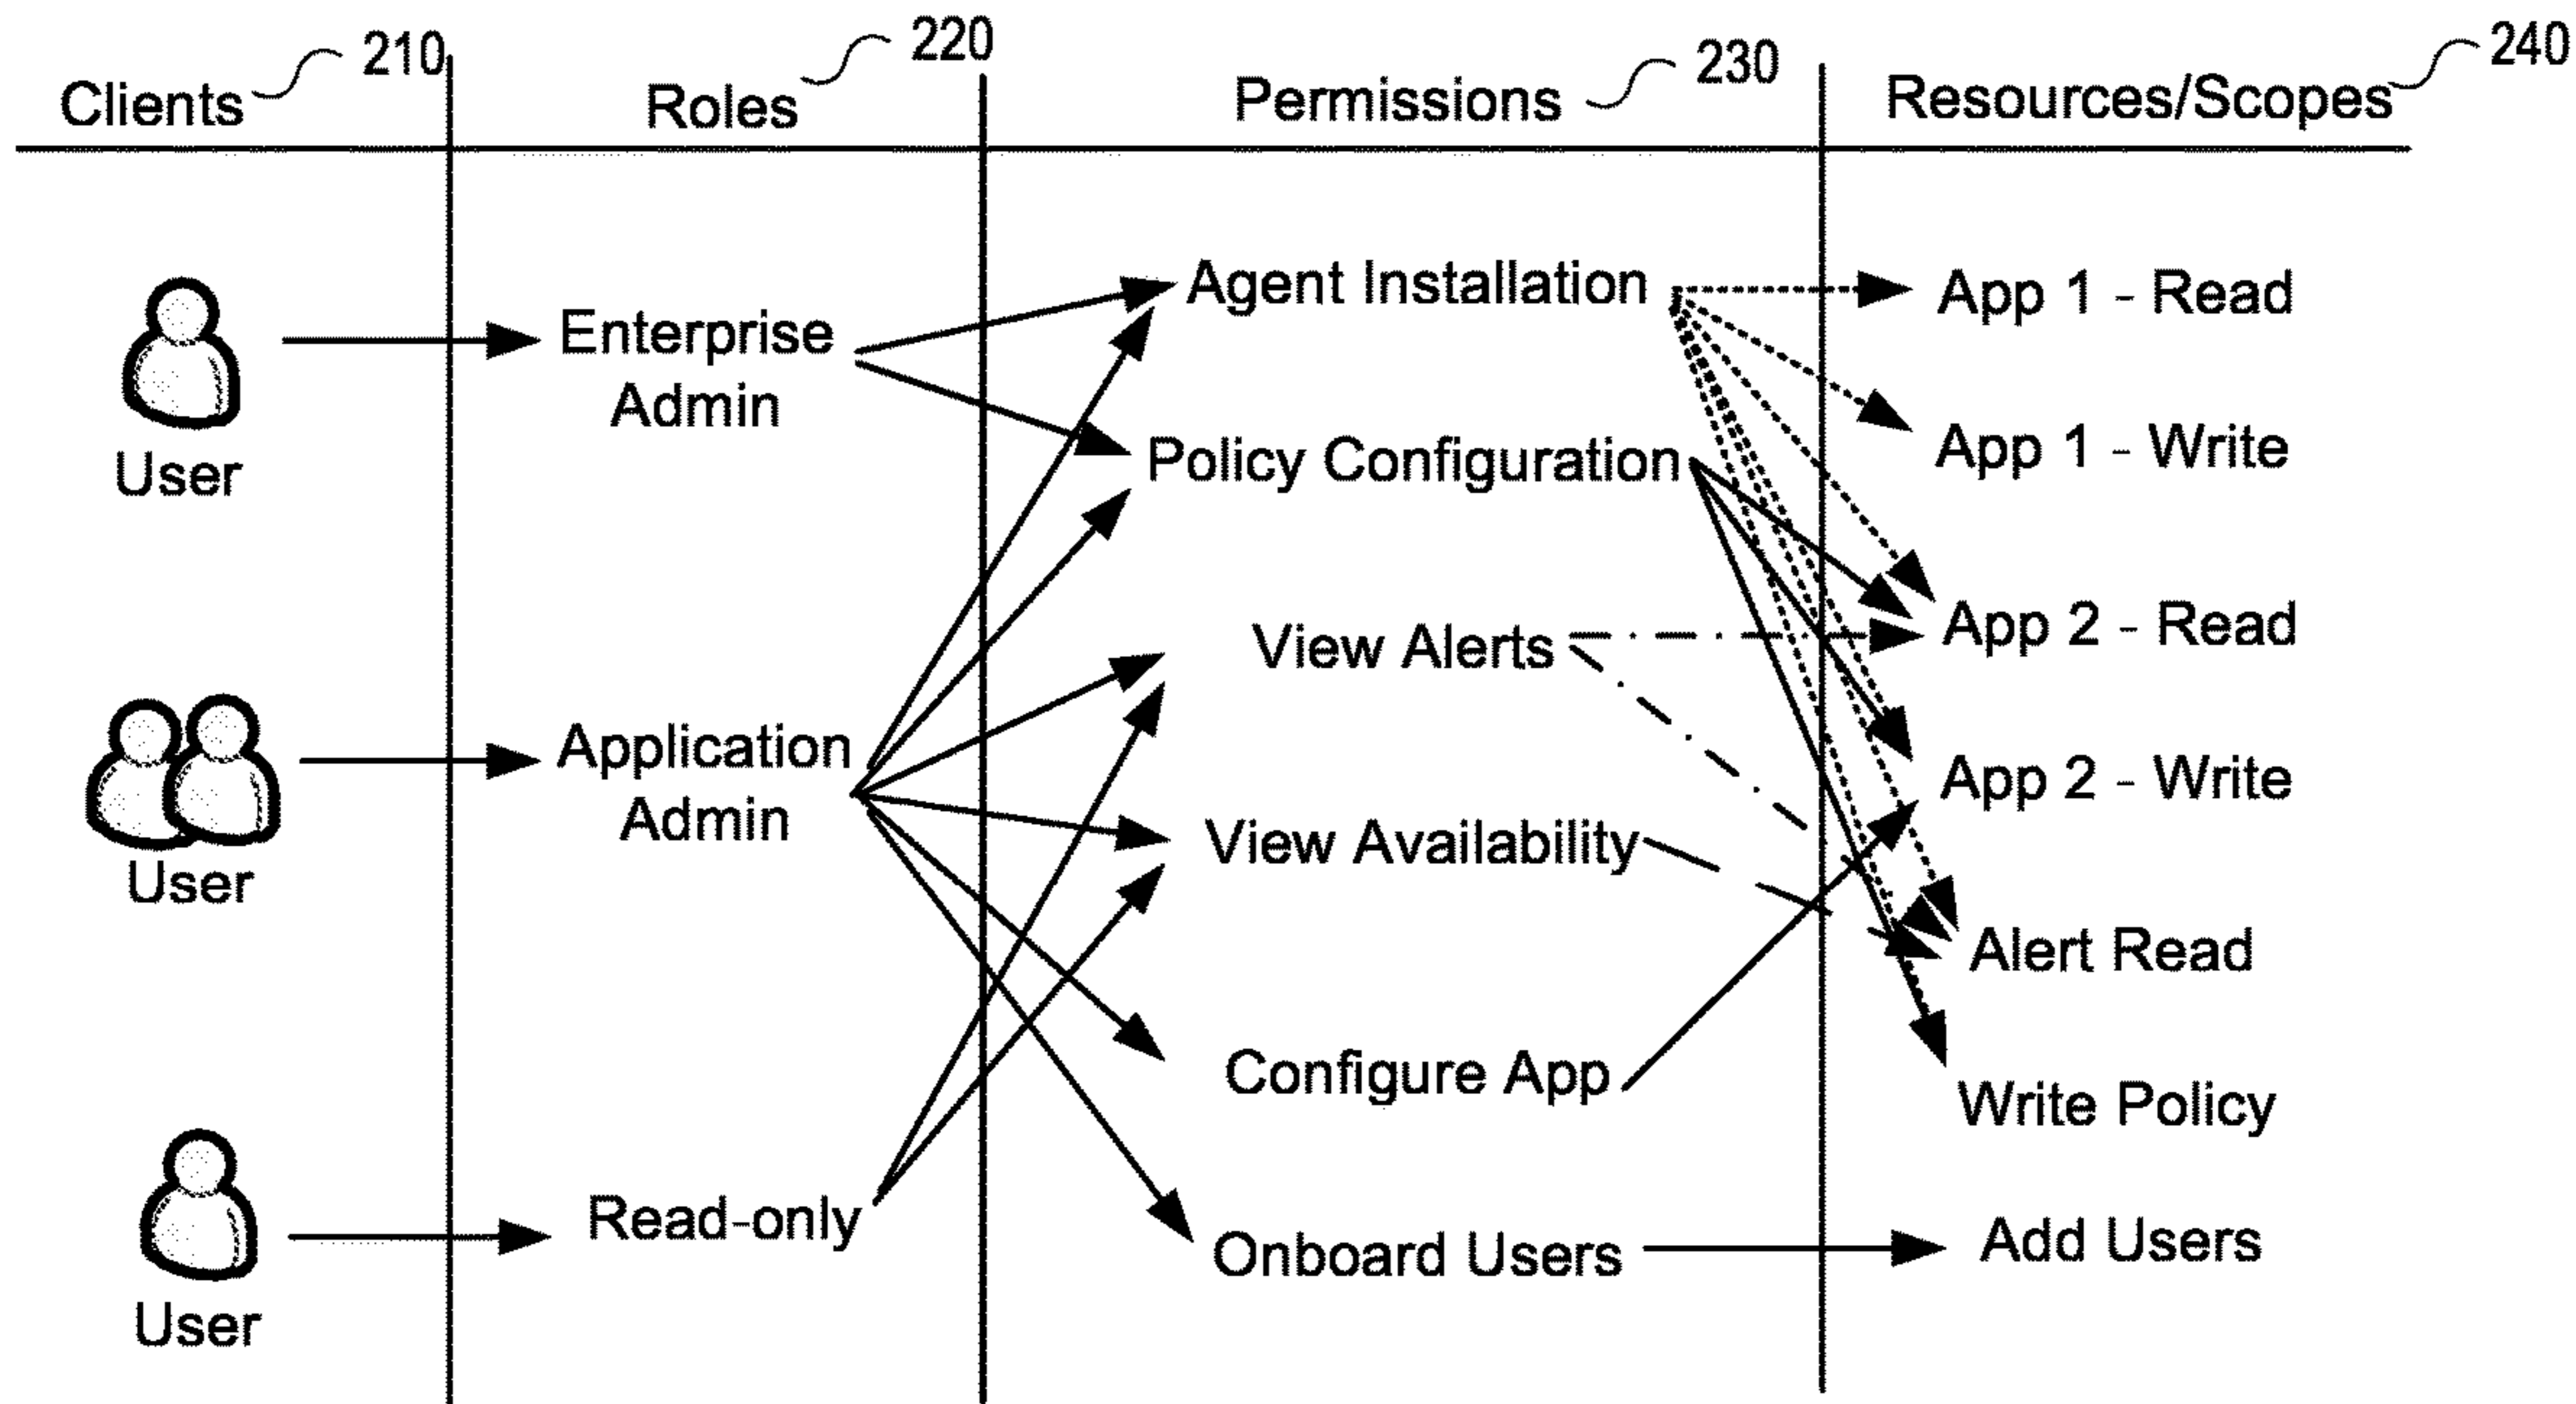 210
220
230
240
Clients
Roles
Permissions
Resources/Scopes
User
Enterprise
Admin
Agent Installation
Policy Configuration
App 1 - Read
App 1 - Write
User
Application
Admin
View Alerts
View Availability
App 2 - Read
App 2 - Write
Alert Read
Configure App
Write Policy
User
Read-only
Onboard Users
Add Users